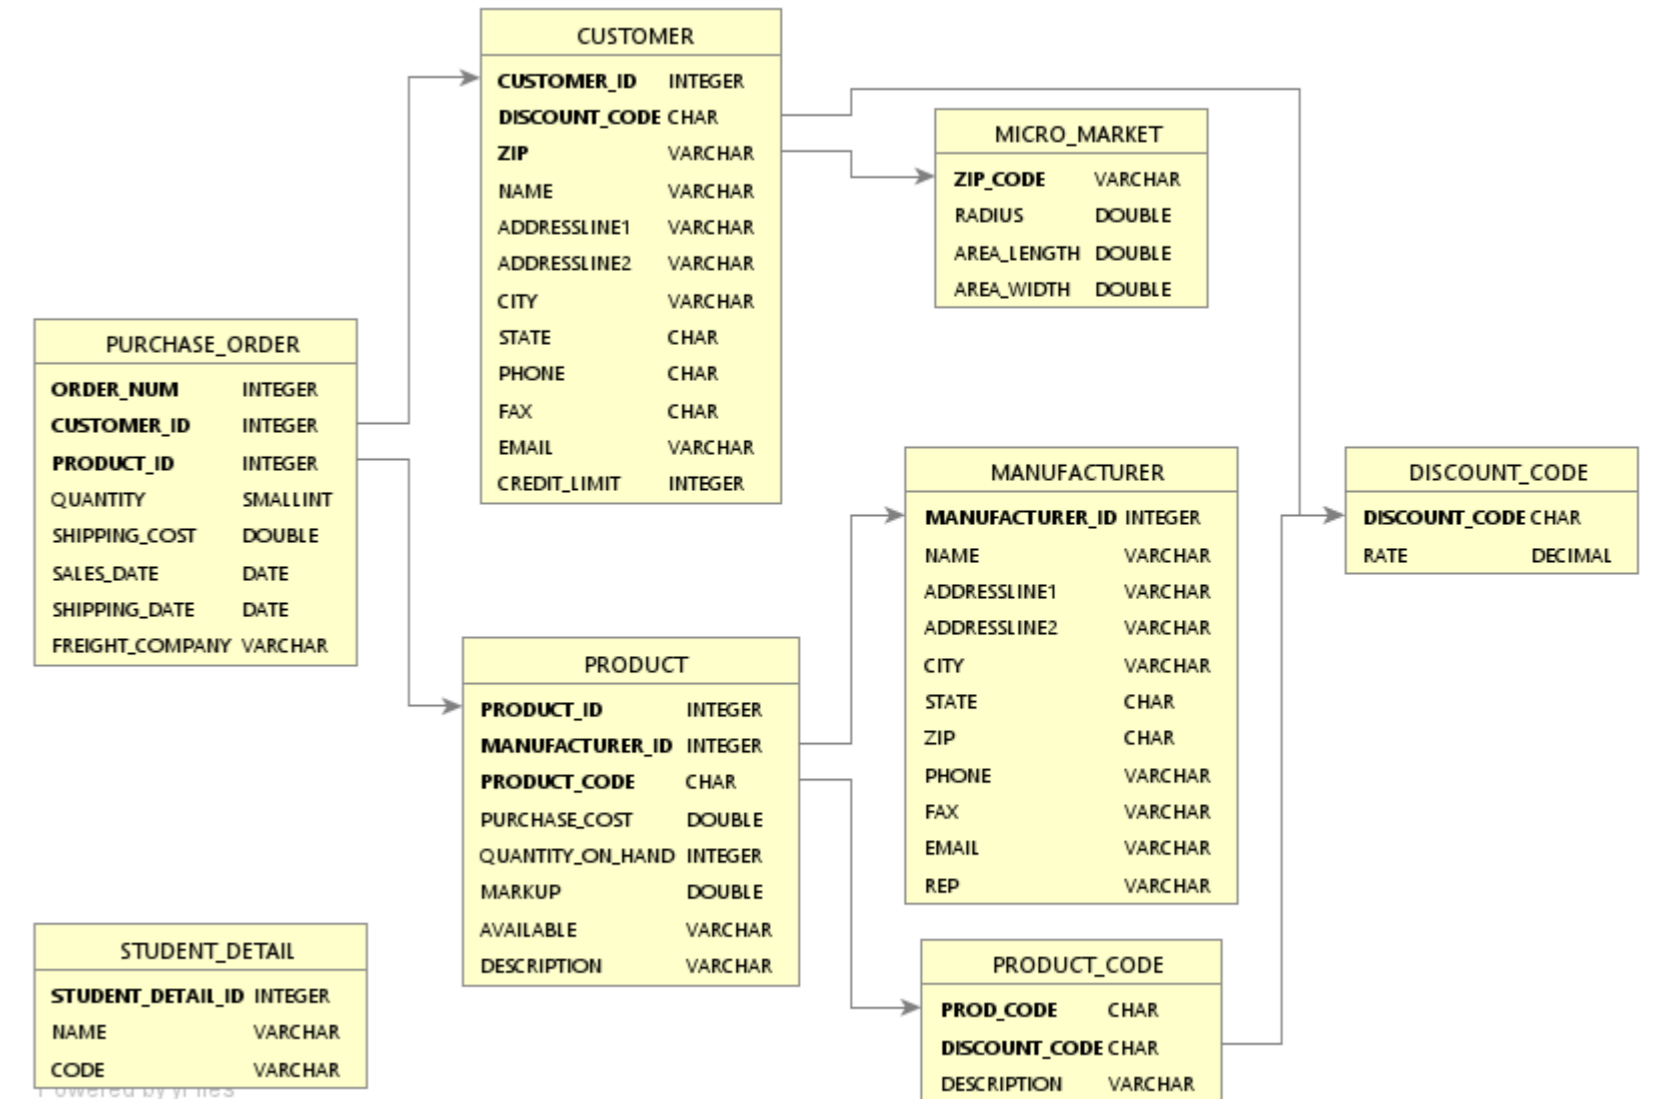 CUSTOMER
CUSTOMER_ID INTEGER
DISCOUNT_CODE CHAR
ZIP VARCHAR
NAME VARCHAR
ADDRESSLINE1 VARCHAR
ADDRESSLINE2 VARCHAR
CITY VARCHAR
STATE CHAR
PHONE CHAR
FAX CHAR
EMAIL VARCHAR
CREDIT_LIMIT INTEGER
MICRO_MARKET
ZIP_CODE VARCHAR
RADIUS DOUBLE
AREA_LENGTH DOUBLE
AREA_WIDTH DOUBLE
PURCHASE_ORDER
ORDER_NUM INTEGER
CUSTOMER_ID INTEGER
PRODUCT_ID INTEGER
QUANTITY SMALLINT
SHIPPING_COST DOUBLE
SALES_DATE DATE
SHIPPING_DATE DATE
FREIGHT_COMPANY VARCHAR
MANUFACTURER
MANUFACTURER_ID INTEGER
NAME VARCHAR
ADDRESSLINE1 VARCHAR
ADDRESSLINE2 VARCHAR
CITY VARCHAR
STATE CHAR
ZIP CHAR
PHONE VARCHAR
FAX VARCHAR
EMAIL VARCHAR
REP VARCHAR
DISCOUNT_CODE
DISCOUNT_CODE CHAR
RATE DECIMAL
PRODUCT
PRODUCT_ID INTEGER
MANUFACTURER_ID INTEGER
PRODUCT_CODE CHAR
PURCHASE_COST DOUBLE
QUANTITY_ON_HAND INTEGER
MARKUP DOUBLE
AVAILABLE VARCHAR
DESCRIPTION VARCHAR
STUDENT_DETAIL
STUDENT_DETAIL_ID INTEGER
NAME VARCHAR
CODE VARCHAR
PRODUCT_CODE
PROD_CODE CHAR
DISCOUNT_CODE CHAR
DESCRIPTION VARCHAR
Powered by yFiles